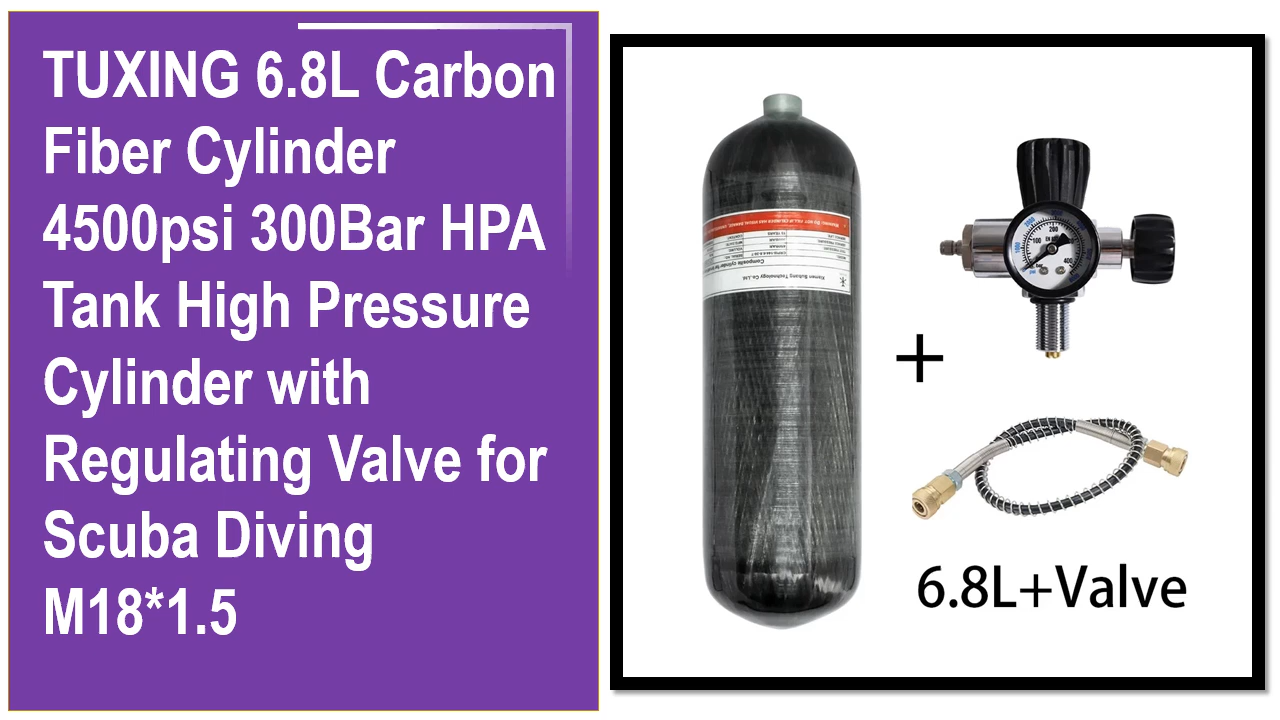 TUXING 6.8L Carbon
Fiber Cylinder
4500psi 300Bar HPA
Tank High Pressure
Cylinder with
Regulating Valve for
Scuba Diving
M18*1.5
+
6.8L+Valve